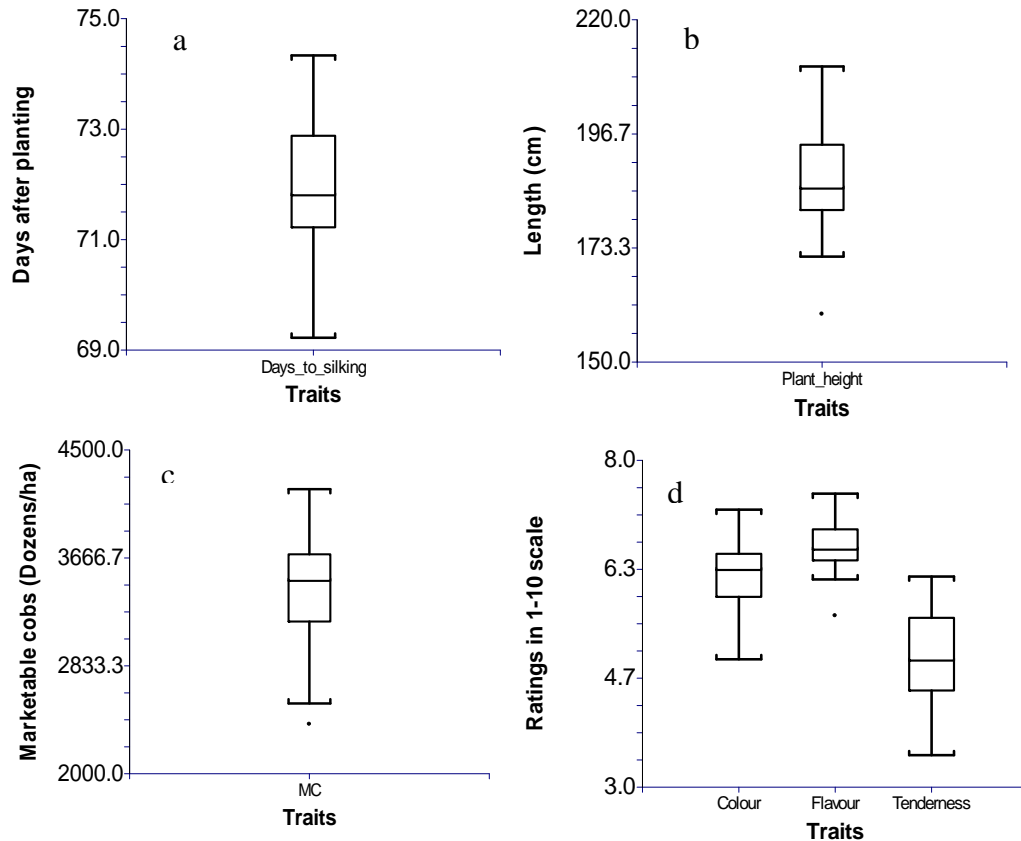 a
Days after planting
75.0
73.0
71.0
69.0
Days_to_silking
Traits
b
Length (cm)
220.0
196.7
173.3
150.0
Plant_height
Traits
c
Marketable cobs (Dozens/ha)
4500.0
3666.7
2833.3
2000.0
MC
Traits
d
Ratings in 1-10 scale
8.0
6.3
4.7
3.0
Colour Flavour Tenderness
Traits